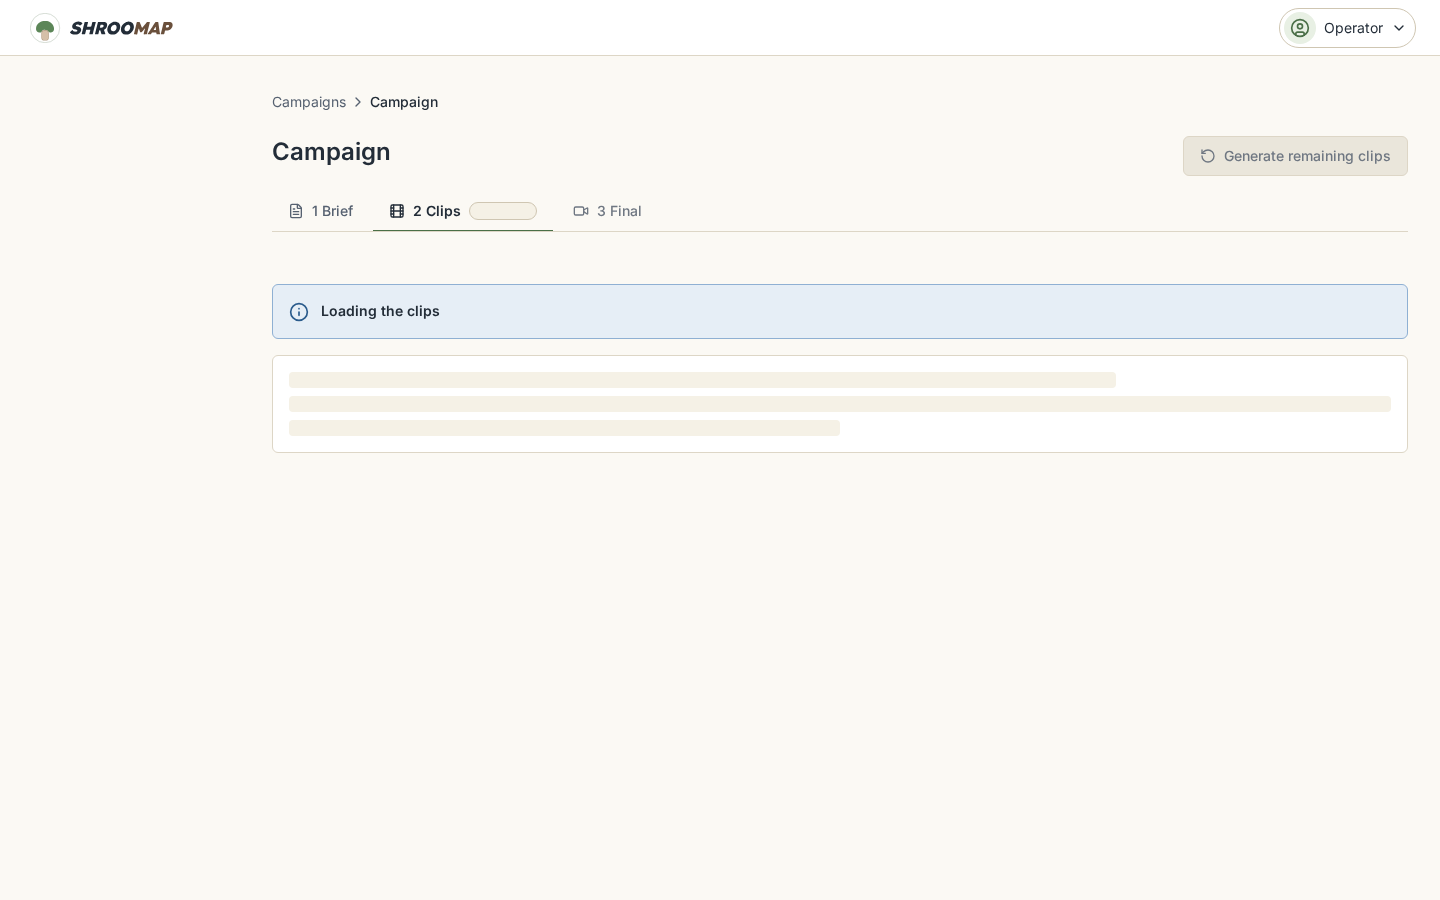 SHROOMAP
Operator
Campaigns > Campaign
Campaign
Generate remaining clips
1 Brief
2 Clips
3 Final
Loading the clips